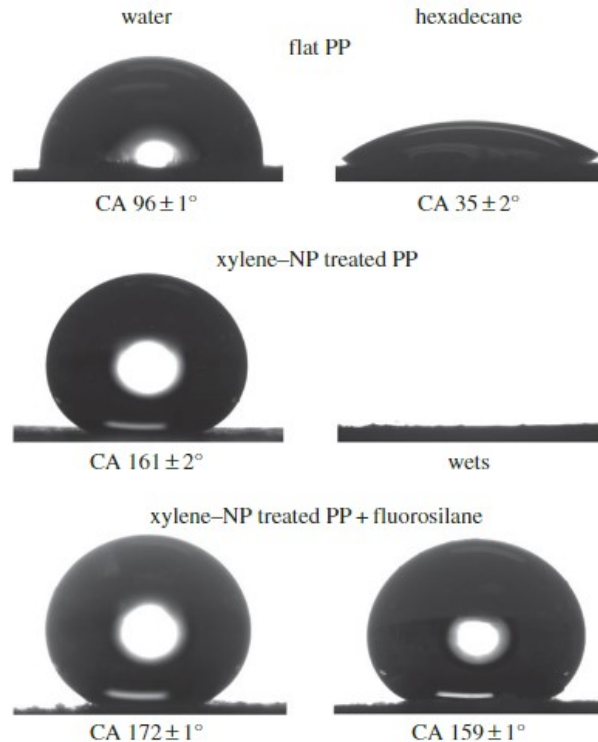 water hexadecane
flat PP
CA 96 ± 1° CA 35 ± 2°
xylene–NP treated PP
CA 161 ± 2° wets
xylene–NP treated PP + fluorosilane
CA 172 ± 1° CA 159 ± 1°